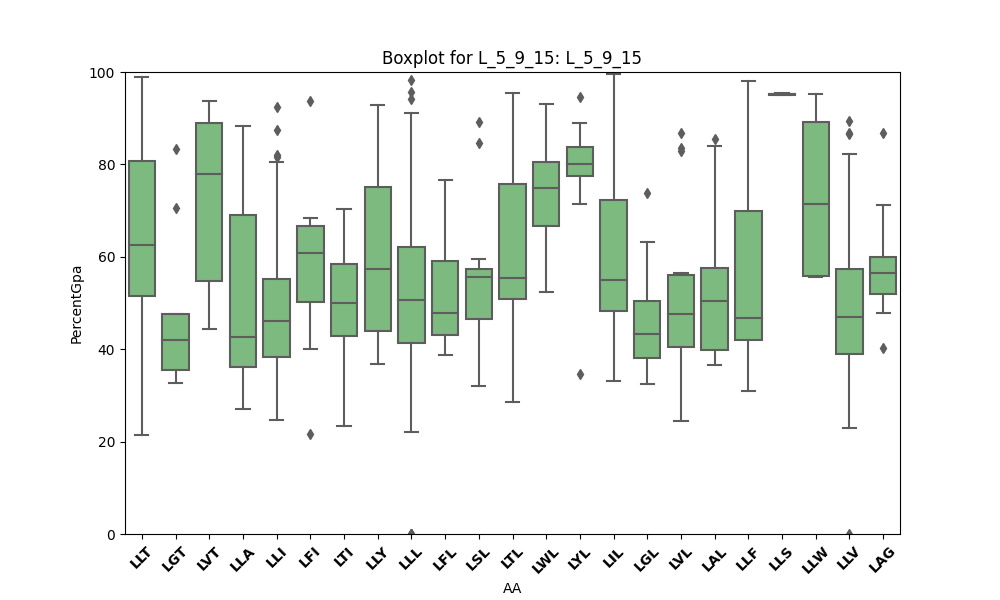 Boxplot for L_5_9_15: L_5_9_15
100
80
60
40
20
0
PercentGpa
LLT LGT LVT LLA LLI LFI LTI LLY LLL LFL LSL LTL LWL LYL LIL LGL LVL LAL LLF LLS LLW LLV LAG
AA